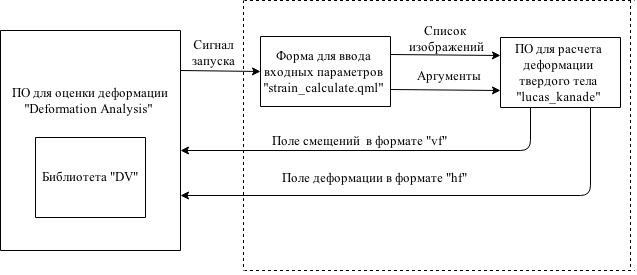 ПО для оценки деформации
"Deformation Analysis"
Библиотета "DV"
Сигнал
запуска
Форма для ввода
входных параметров
"strain_calculate.qml"
Список
изображений
Аргументы
ПО для расчета
деформации
твердого тела
"lucas_kanade"
Поле смещений в формате "vf"
Поле деформации в формате "hf"